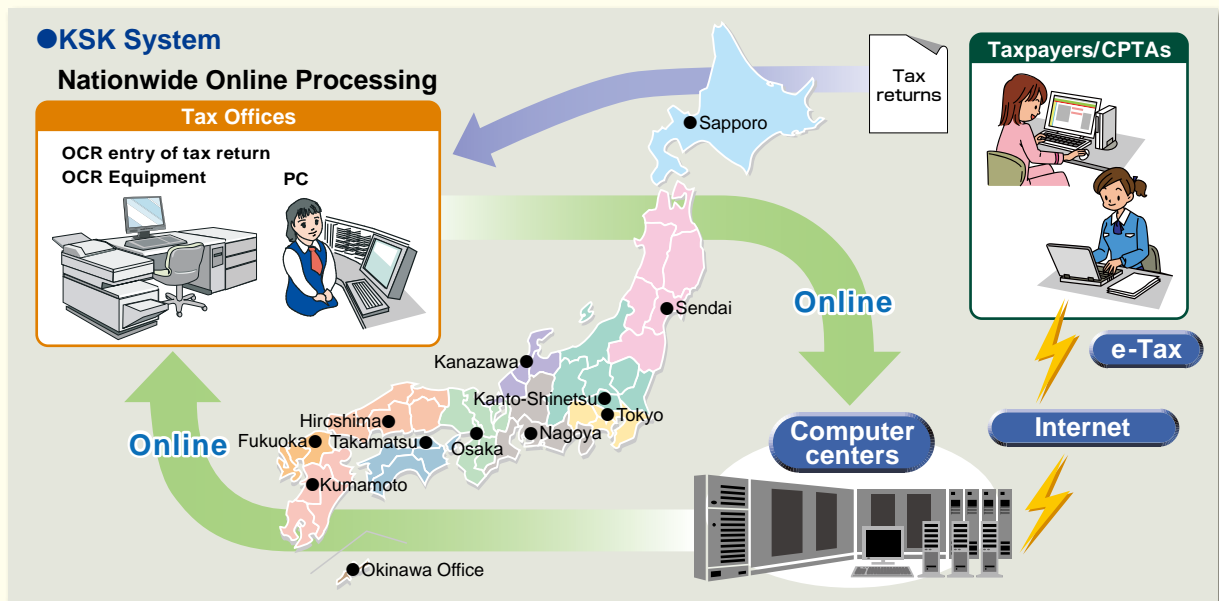 ●KSK System
Nationwide Online Processing
Tax Offices
OCR entry of tax return
OCR Equipment
PC
Tax
returns
Taxpayers/CPTAs
Sapporo
Sendai
Online
e-Tax
Kanazawa
Kanto-Shinetsu
Tokyo
Hiroshima
Nagoya
Fukuoka
Takamatsu
Osaka
Online
Kumamoto
Computer
centers
Internet
Okinawa Office